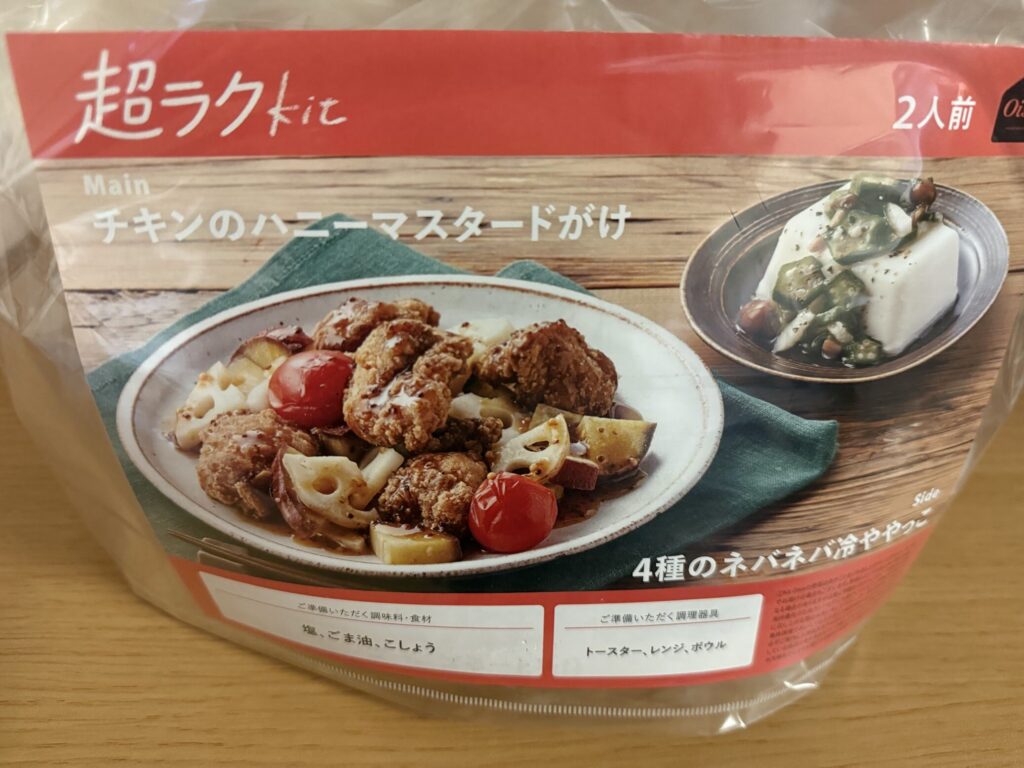 超ラクkit
2人前
Oi
Main
チキンのハニーマスタードがけ
Side
4種のネバネバ冷ややっこ
ご準備いただく調味料・食材
塩、ごま油、こしょう
ご準備いただく調理器具
トースター、レンジ、ボウル